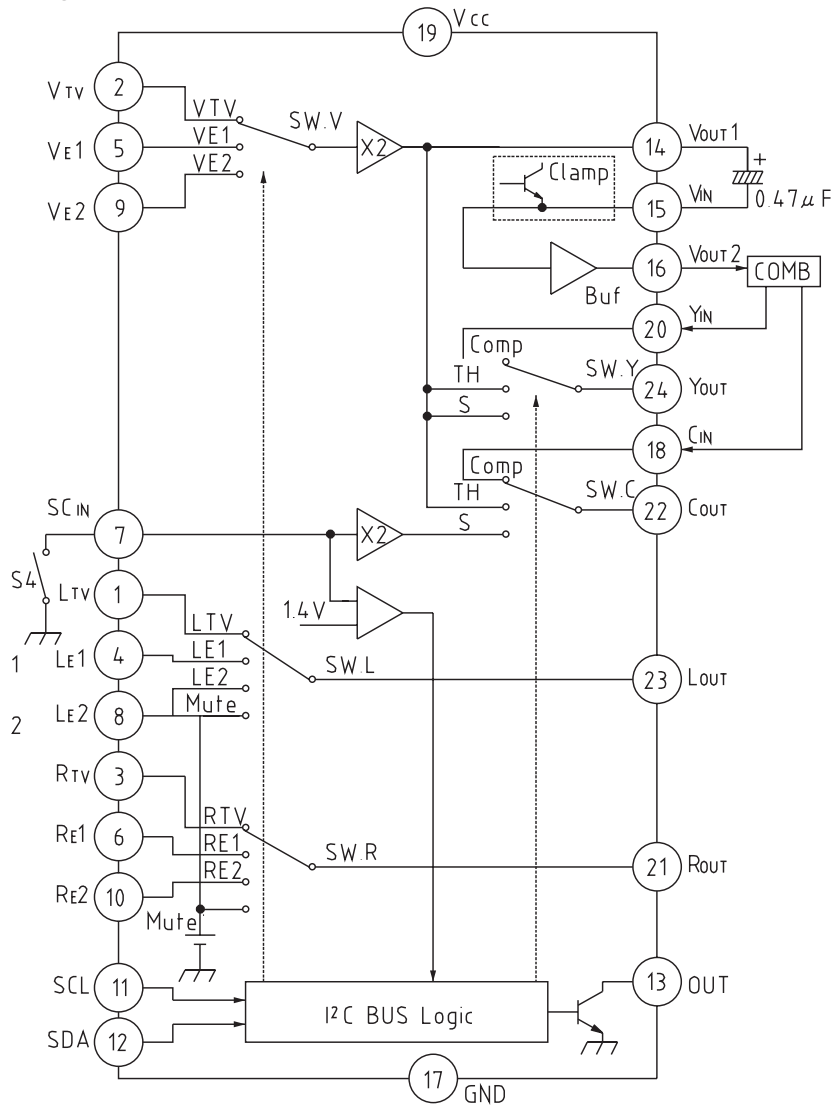 19 Vcc
2 VTV
VTV
SW.V
VE1
5 VE1
X2
14 VOUT1
VE2
Clamp
+
9 VE2
15 VIN
0.47μF
16 VOUT2
COMB
Buf
20 YIN
Comp
SW.Y
TH
24 YOUT
S
18 CIN
Comp
SW.C
TH
22 COUT
SCIN
7
X2
S
S4
LTV 1
1.4V
LTV
1 LE1 4
LE1
SW.L
23 LOUT
LE2
Mute
2 LE2 8
RTV 3
RTV
RE1 6
RE1
SW.R
21 ROUT
RE2
RE2 10
Mute
SCL 11
13 OUT
I²C BUS Logic
SDA 12
17 GND